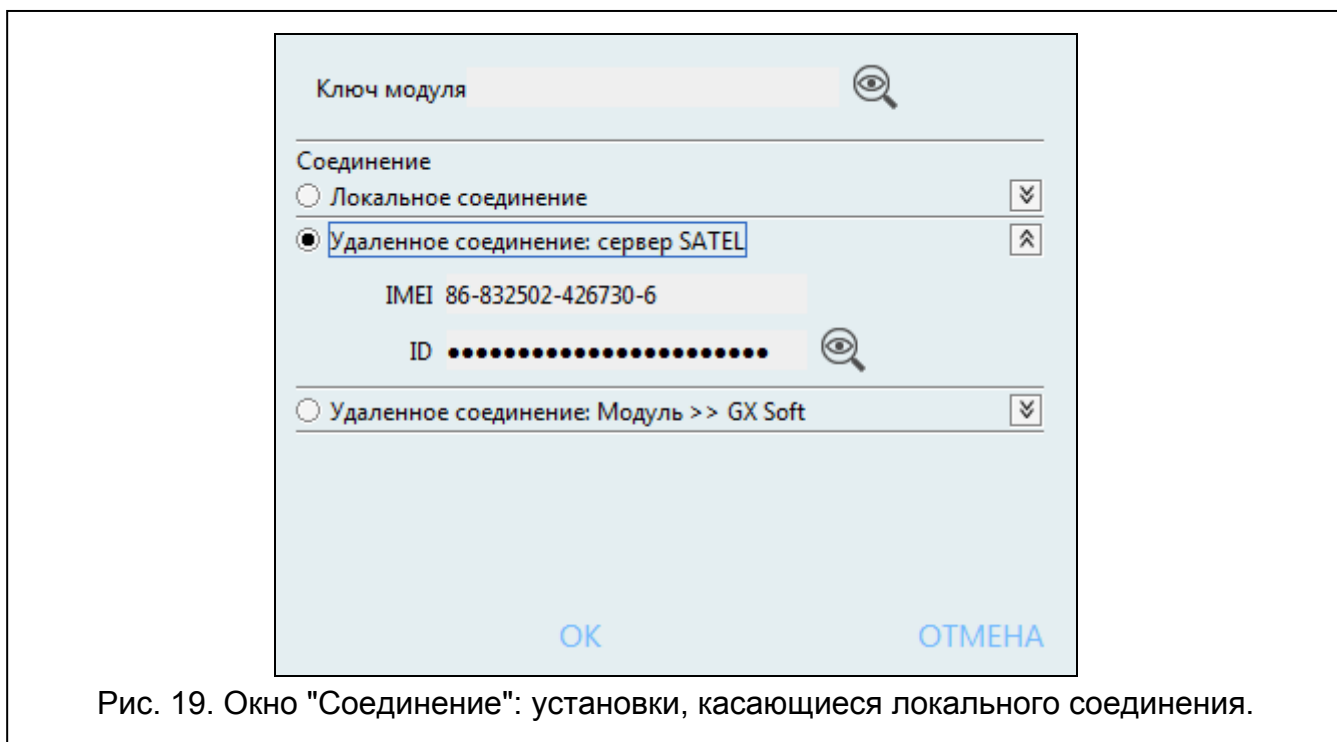 Ключ модуля
Соединение
Локальное соединение
Удаленное соединение: сервер SATEL
IMEI 86-832502-426730-6
ID ●●●●●●●●●●●●●●●●●●●●●●●
Удаленное соединение: Модуль >> GX Soft
OK ОТМЕНА
Рис. 19. Окно "Соединение": установки, касающиеся локального соединения.